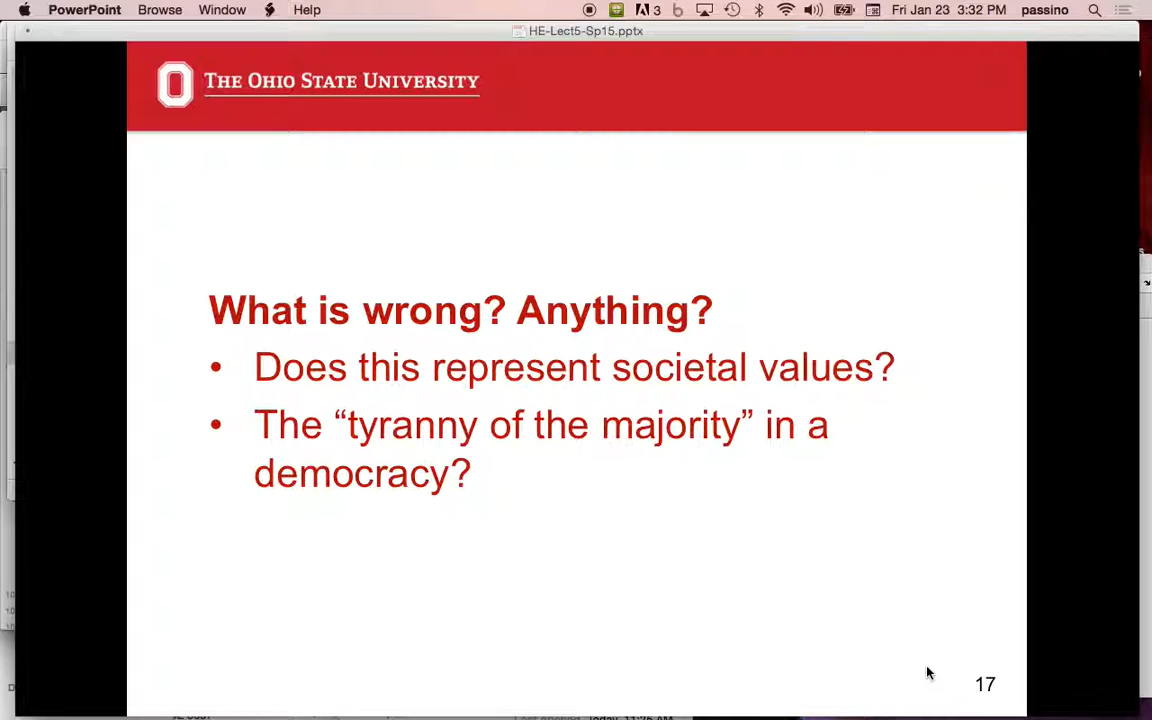 PowerPoint Browse Window Help 3 Fri Jan 23 3:32 PM passino
HE-Lect5-Sp15.pptx
THE OHIO STATE UNIVERSITY
What is wrong? Anything?
• Does this represent societal values?
• The “tyranny of the majority” in a
democracy?
17